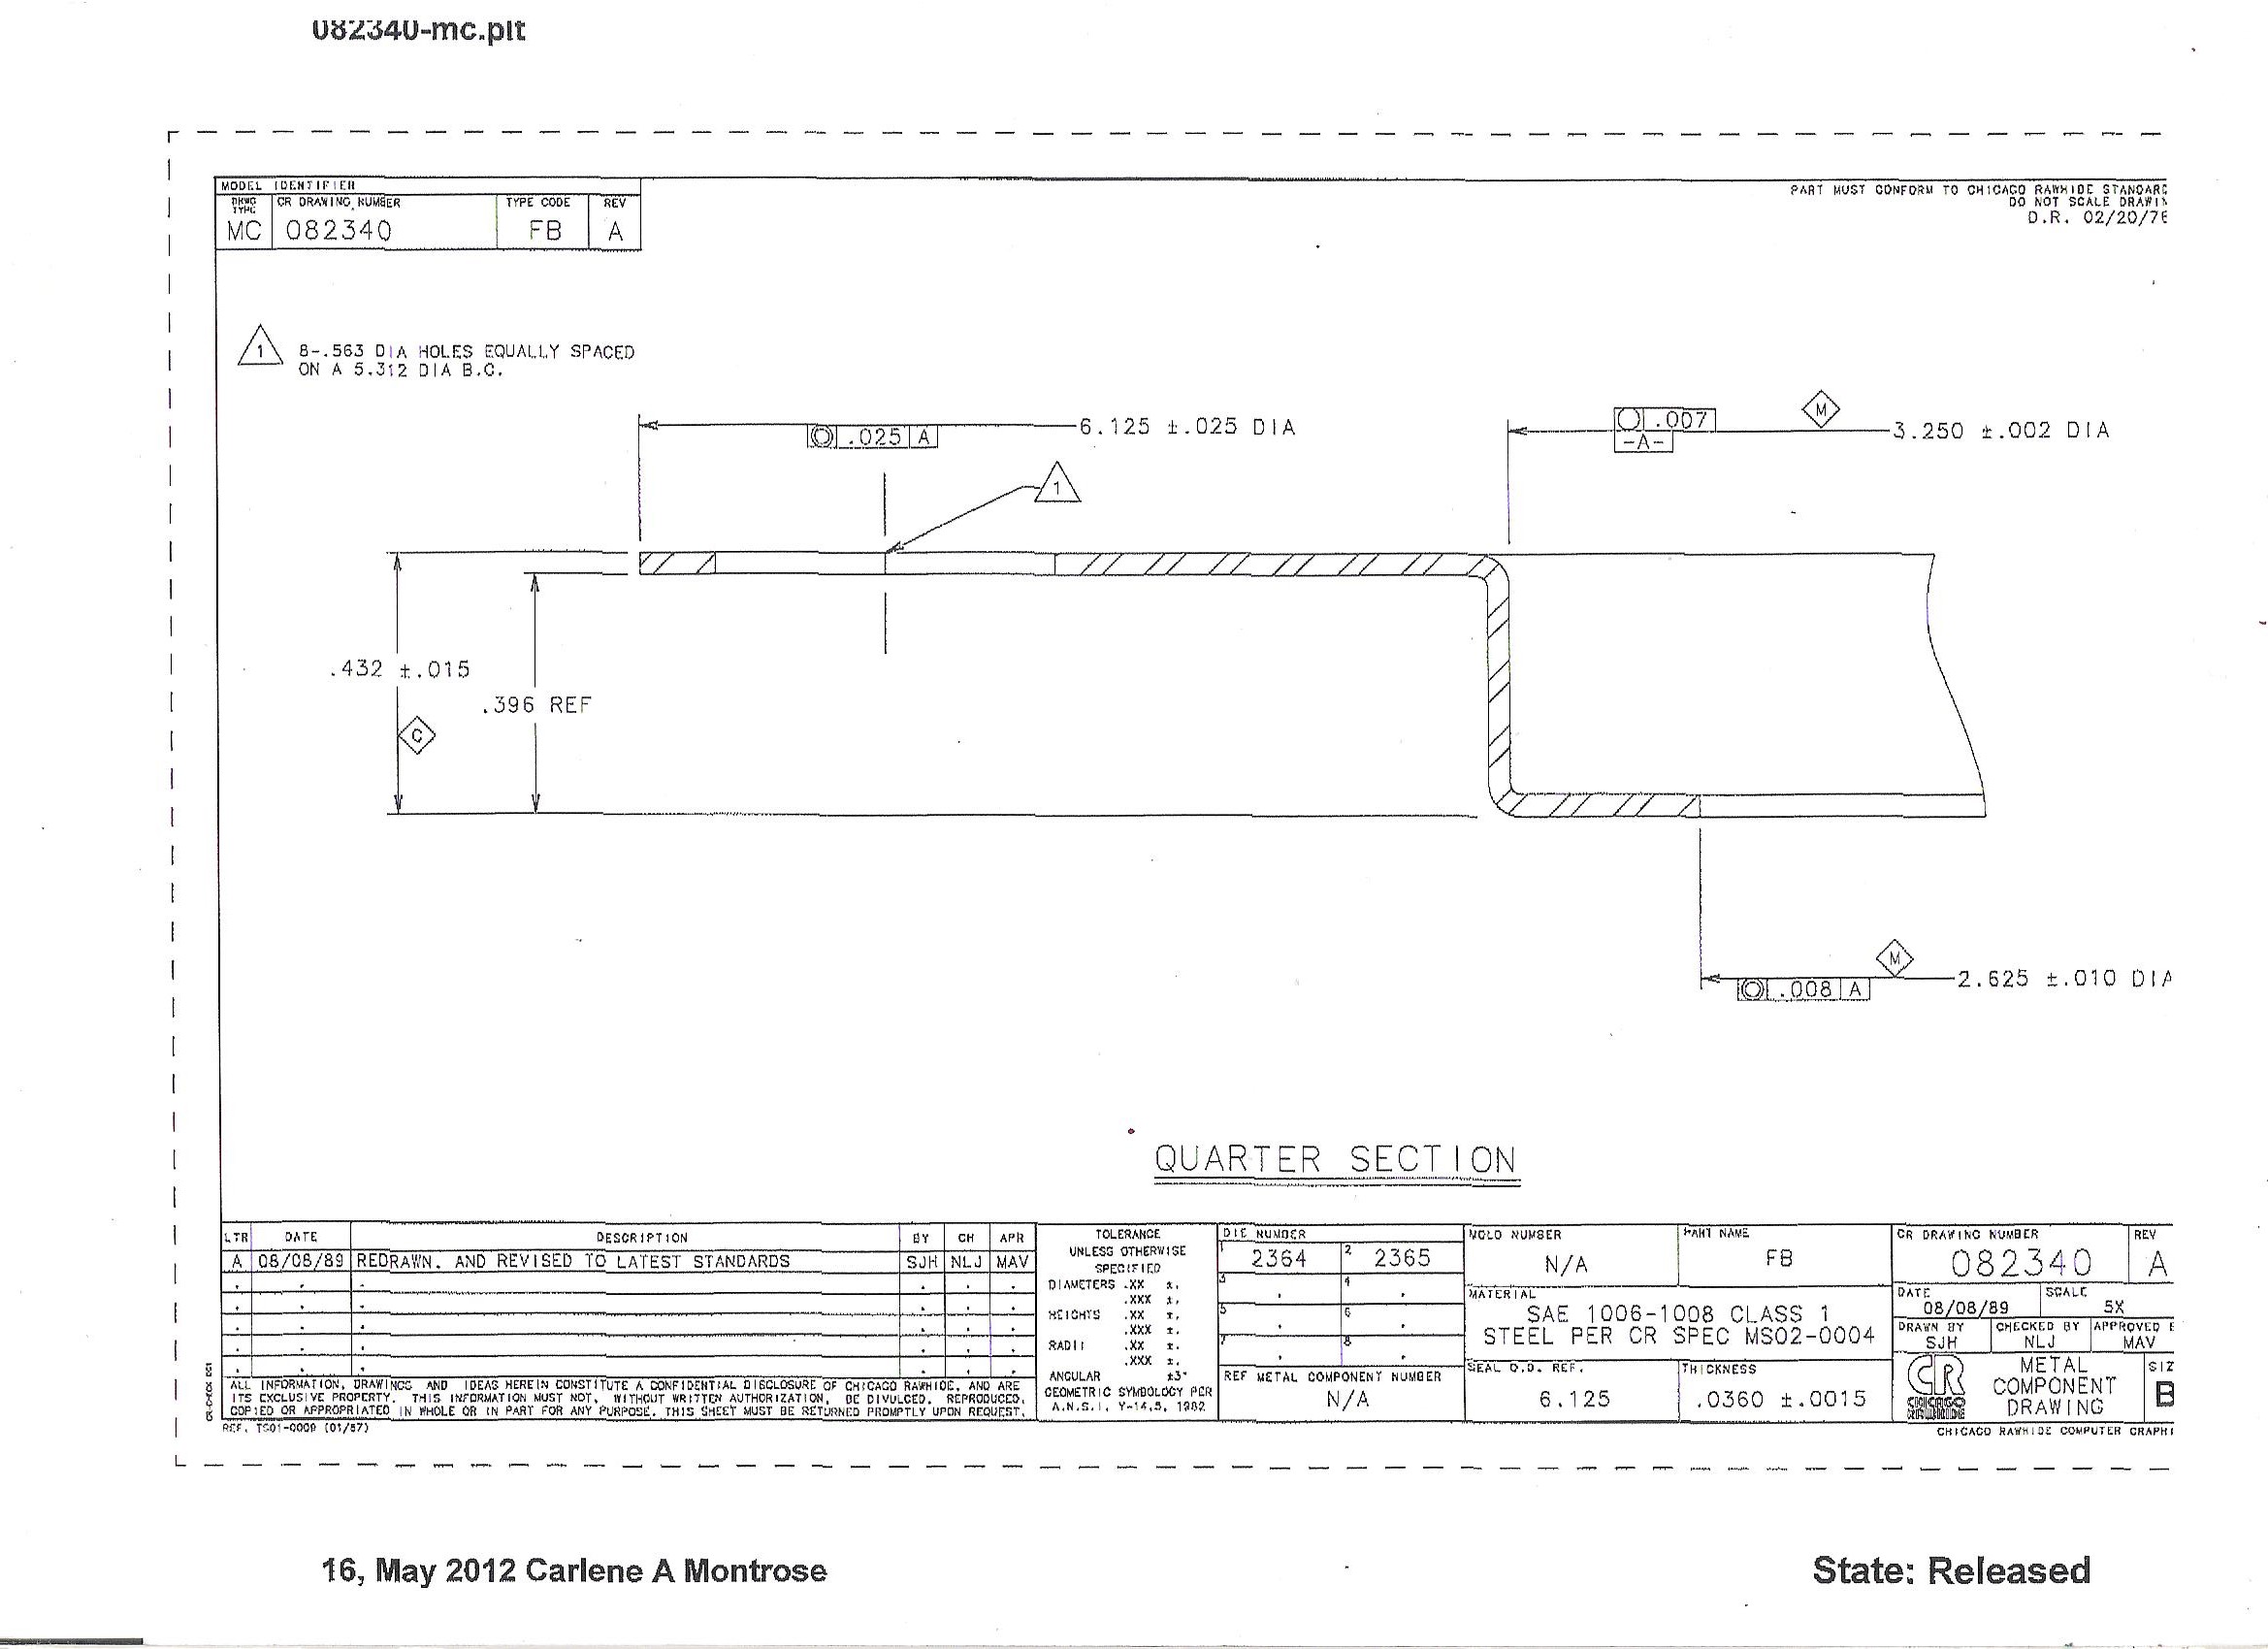 082340-mc.plt
MODEL IDENTIFIER
DRWG TYPE CR DRAWING NUMBER TYPE CODE REV
MC 082340 FB A
PART MUST CONFORM TO CHICAGO RAWHIDE STANDARD
DO NOT SCALE DRAWIN
D.R. 02/20/76
1 8-.563 DIA HOLES EQUALLY SPACED
ON A 5.312 DIA B.C.
.025 A
6.125 ±.025 DIA
.007
-A-
M
3.250 ±.002 DIA
1
.432 ±.015
.396 REF
C
M
.008 A
2.625 ±.010 DIA
QUARTER SECTION
LTR DATE DESCRIPTION BY CH APR
A 08/08/89 REDRAWN. AND REVISED TO LATEST STANDARDS SJH NLJ MAV
ALL INFORMATION, DRAWINGS AND IDEAS HEREIN CONSTITUTE A CONFIDENTIAL DISCLOSURE OF CHICAGO RAWHIDE, AND ARE
ITS EXCLUSIVE PROPERTY. THIS INFORMATION MUST NOT, WITHOUT WRITTEN AUTHORIZATION, BE DIVULGED, REPRODUCED,
COPIED OR APPROPRIATED IN WHOLE OR IN PART FOR ANY PURPOSE. THIS SHEET MUST BE RETURNED PROMPTLY UPON REQUEST.
REF. TS01-0009 (01/87)
TOLERANCE
UNLESS OTHERWISE
SPECIFIED
DIAMETERS .XX ±.
.XXX ±.
HEIGHTS .XX ±.
.XXX ±.
RADII .XX ±.
.XXX ±.
ANGULAR ±3°
GEOMETRIC SYMBOLOGY PER
A.N.S.I. Y-14.5, 1982
DIE NUMBER
1 2364 2 2365
3 4
5 6
7 8
REF METAL COMPONENT NUMBER
N/A
MOLD NUMBER
N/A
PART NAME
FB
MATERIAL
SAE 1006-1008 CLASS 1
STEEL PER CR SPEC MS02-0004
SEAL O.D. REF.
6.125
THICKNESS
.0360 ±.0015
CR DRAWING NUMBER REV
082340 A
DATE SCALE
08/08/89 5X
DRAWN BY CHECKED BY APPROVED B
SJH NLJ MAV
CR
CHICAGO
RAWHIDE
METAL
COMPONENT
DRAWING
SIZ
B
CHICAGO RAWHIDE COMPUTER GRAPHI
16, May 2012 Carlene A Montrose
State: Released